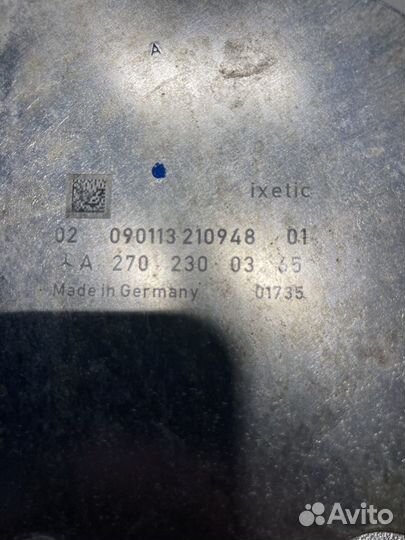 A
ixetic
02 090113 210948 01
A 270 230 03 65
Made in Germany 01735
Avito